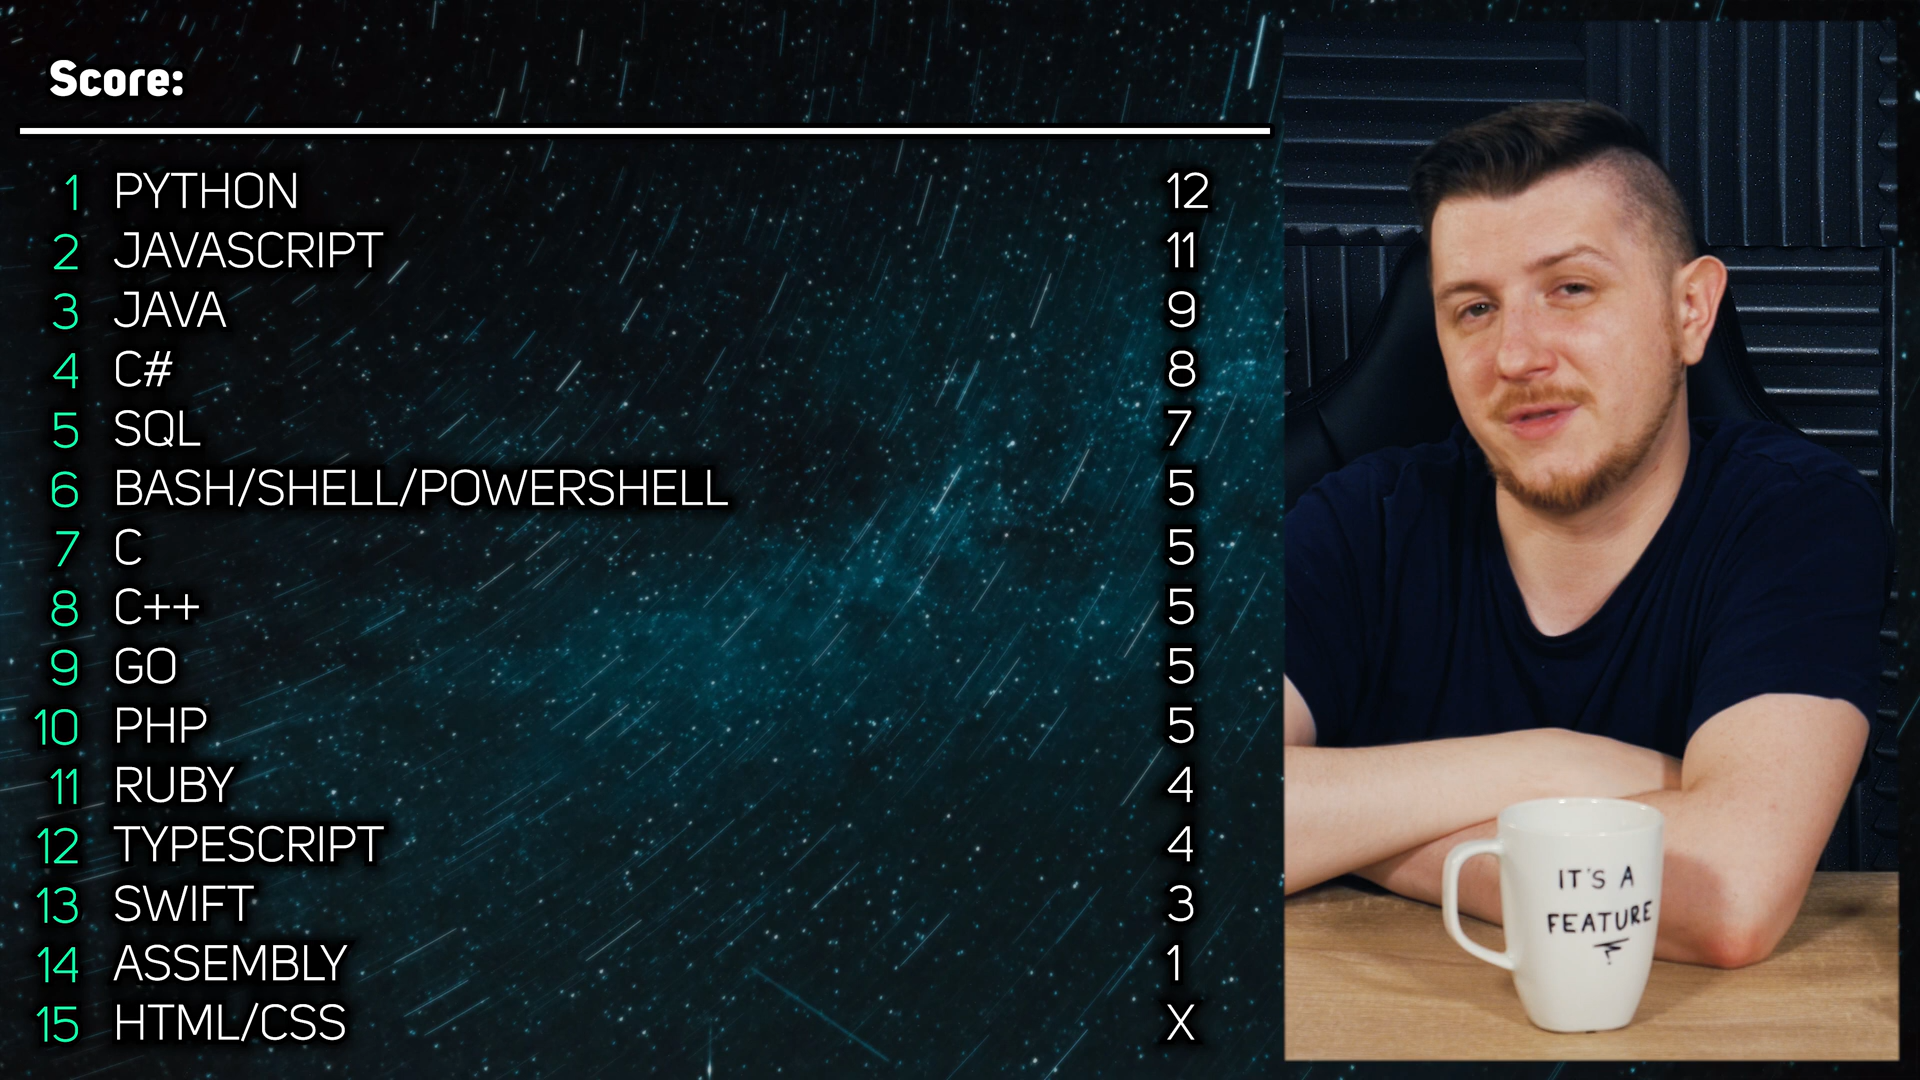 Score:
1 PYTHON 12
2 JAVASCRIPT 11
3 JAVA 9
4 C# 8
5 SQL 7
6 BASH/SHELL/POWERSHELL 5
7 C 5
8 C++ 5
9 GO 5
10 PHP 5
11 RUBY 4
12 TYPESCRIPT 4
13 SWIFT 3
14 ASSEMBLY 1
15 HTML/CSS X
IT'S A
FEATURE